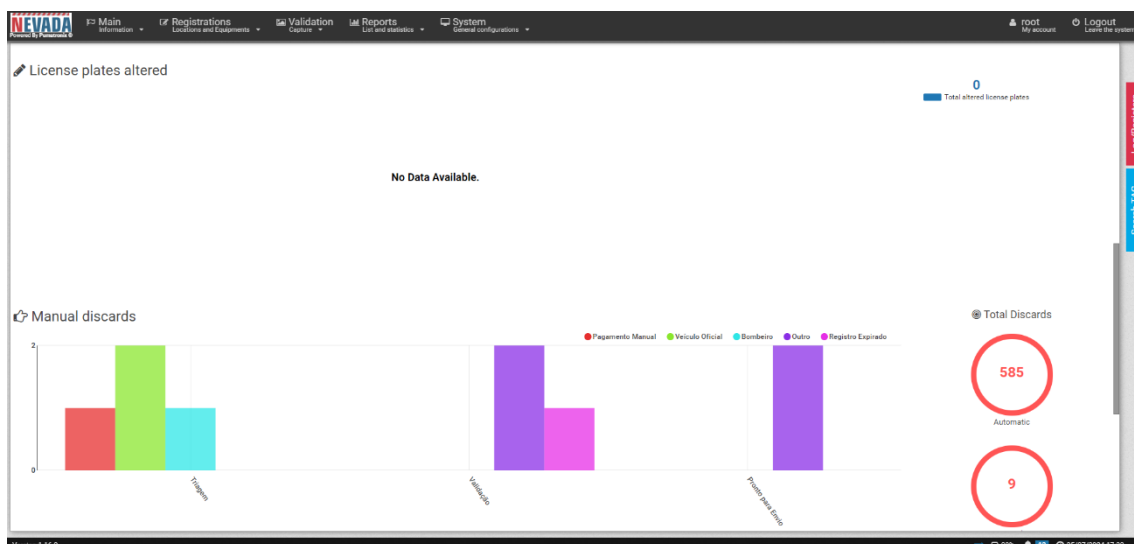 NEVADA
Powered By Pumatronix ©
Main
Information
Registrations
Locations and Equipments
Validation
Capture
Reports
List and statistics
System
General configurations
root
My account
Logout
Leave the system
License plates altered
0
Total altered license plates
No Data Available.
Manual discards
Pagamento Manual Veículo Oficial Bombeiro Outro Registro Expirado
2
0
Triagem
Validação
Pronto para Envio
Total Discards
585
Automatic
9